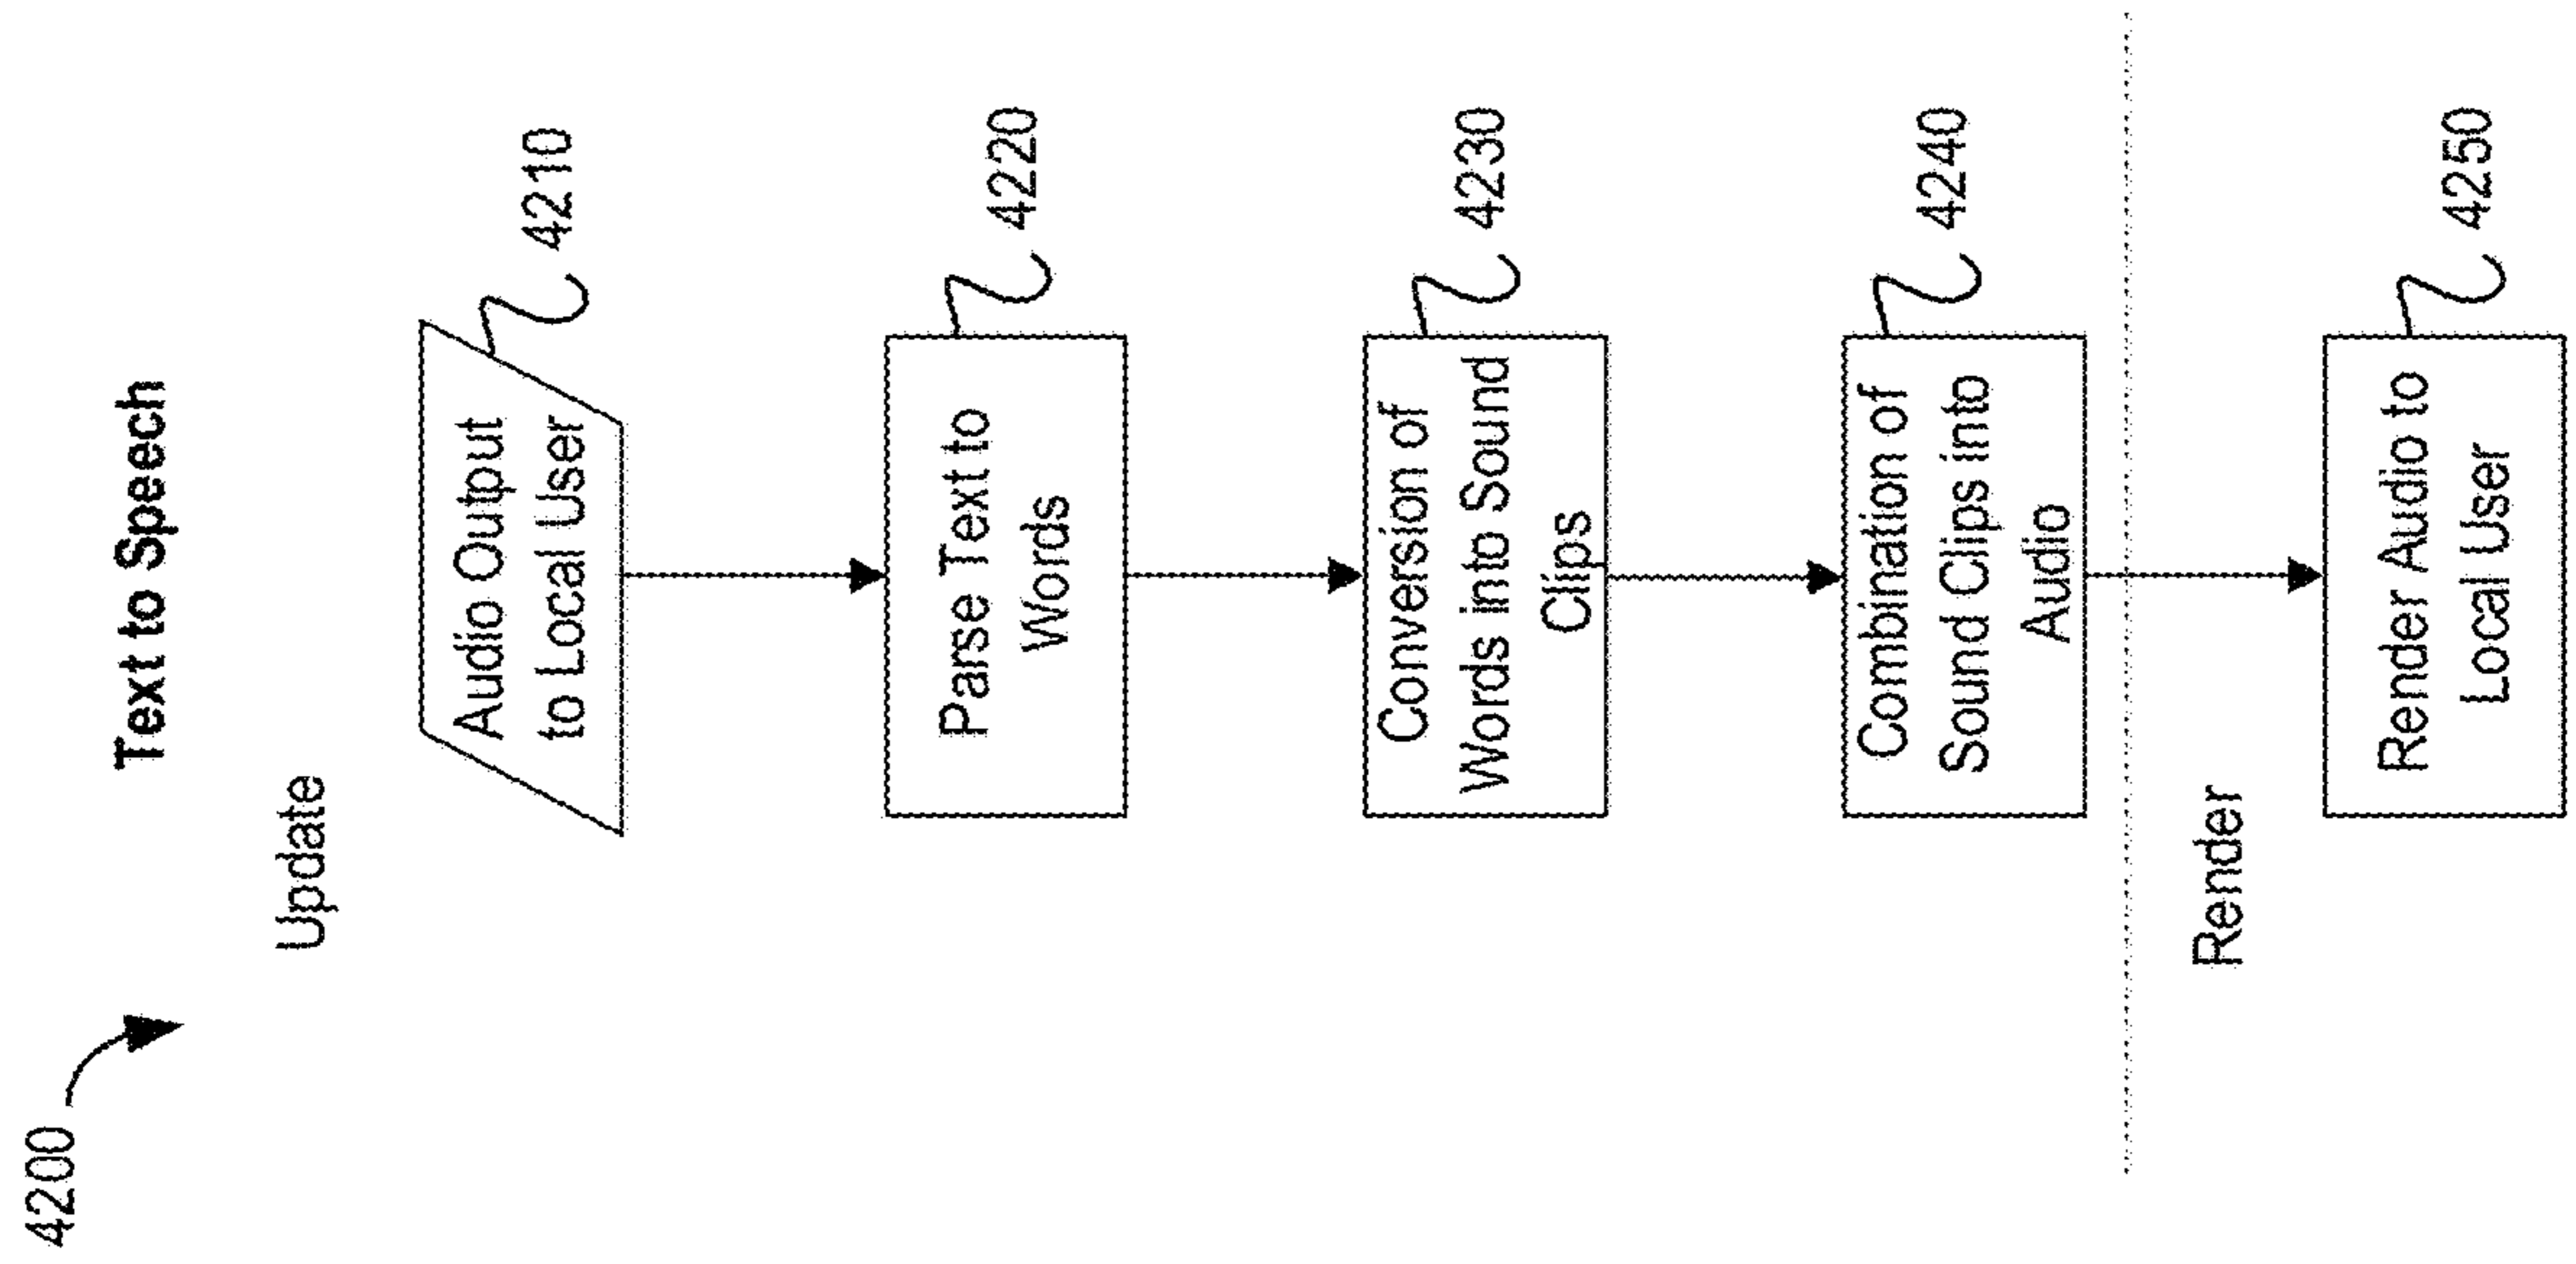 4200
Text to Speech
Update
Audio Output
to Local User
4210
Parse Text to
Words
4220
Conversion of
Words into Sound
Clips
4230
Combination of
Sound Clips into
Audio
4240
Render
Render Audio to
Local User
4250